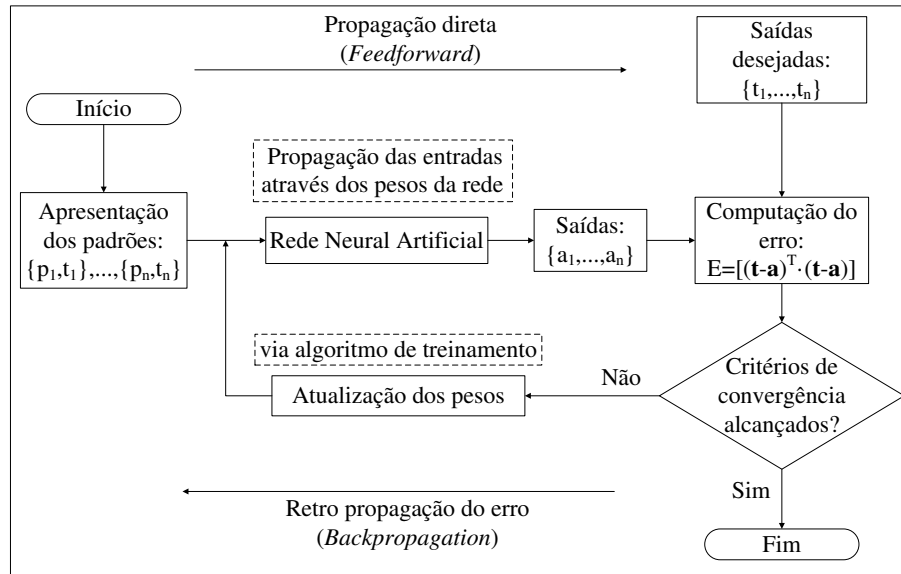 Propagação direta
(Feedforward)
Saídas
desejadas:
{t₁,...,tₙ}
Início
Propagação das entradas
através dos pesos da rede
Apresentação
dos padrões:
{p₁,t₁},...,{pₙ,tₙ}
Rede Neural Artificial
Saídas:
{a₁,...,aₙ}
Computação do
erro:
E=[(t-a)ᵀ·(t-a)]
via algoritmo de treinamento
Atualização dos pesos
Não
Critérios de
convergência
alcançados?
Sim
Retro propagação do erro
(Backpropagation)
Fim